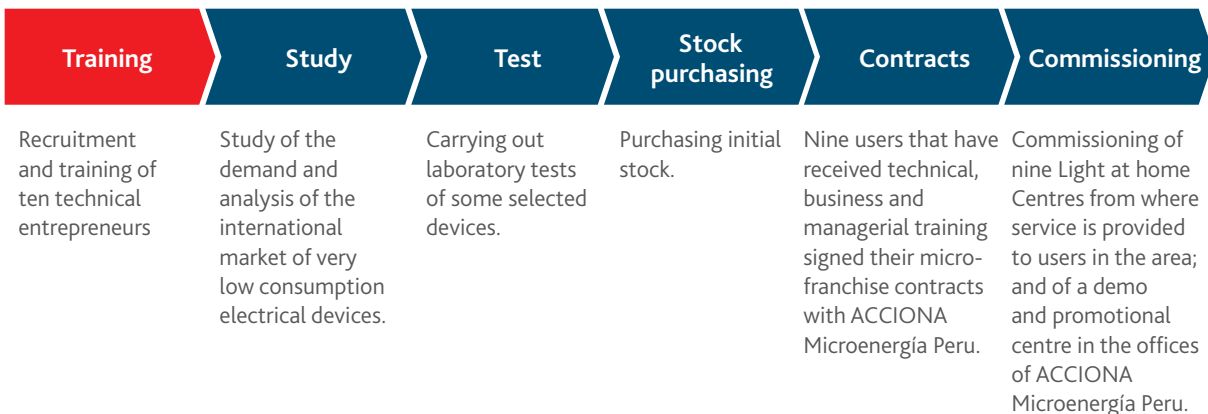 Training
Recruitment
and training of
ten technical
entrepreneurs
Study
Study of the
demand and
analysis of the
international
market of very
low consumption
electrical devices.
Test
Carrying out
laboratory tests
of some selected
devices.
Stock
purchasing
Purchasing initial
stock.
Contracts
Nine users that have
received technical,
business and
managerial training
signed their micro-
franchise contracts
with ACCIONA
Microenergía Peru.
Commissioning
Commissioning of
nine Light at home
Centres from where
service is provided
to users in the area;
and of a demo
and promotional
centre in the offices
of ACCIONA
Microenergía Peru.